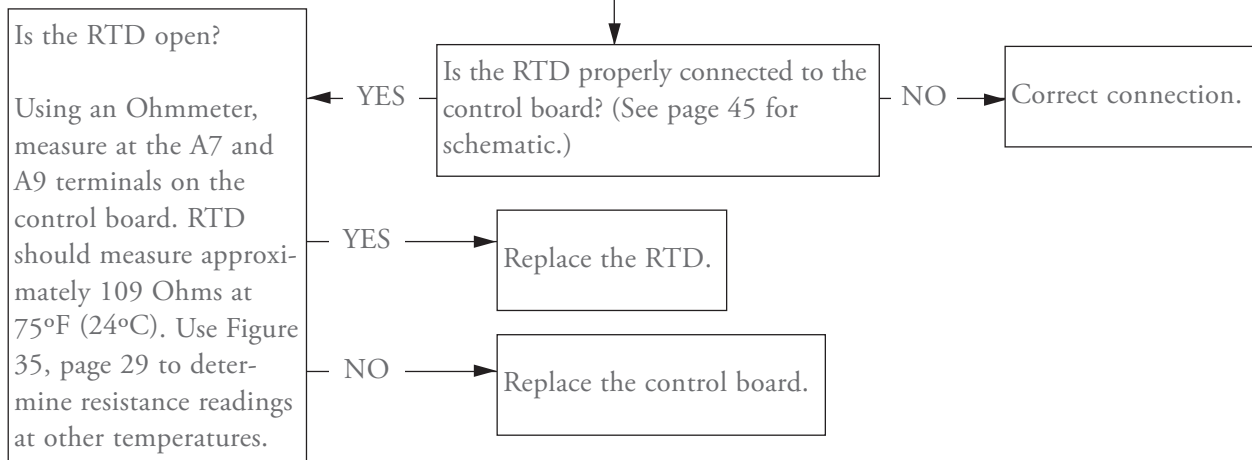 Is the RTD properly connected to the
control board? (See page 45 for
schematic.)
NO
Correct connection.
YES
Is the RTD open?
Using an Ohmmeter,
measure at the A7 and
A9 terminals on the
control board. RTD
should measure approxi-
mately 109 Ohms at
75ºF (24ºC). Use Figure
35, page 29 to deter-
mine resistance readings
at other temperatures.
YES
Replace the RTD.
NO
Replace the control board.